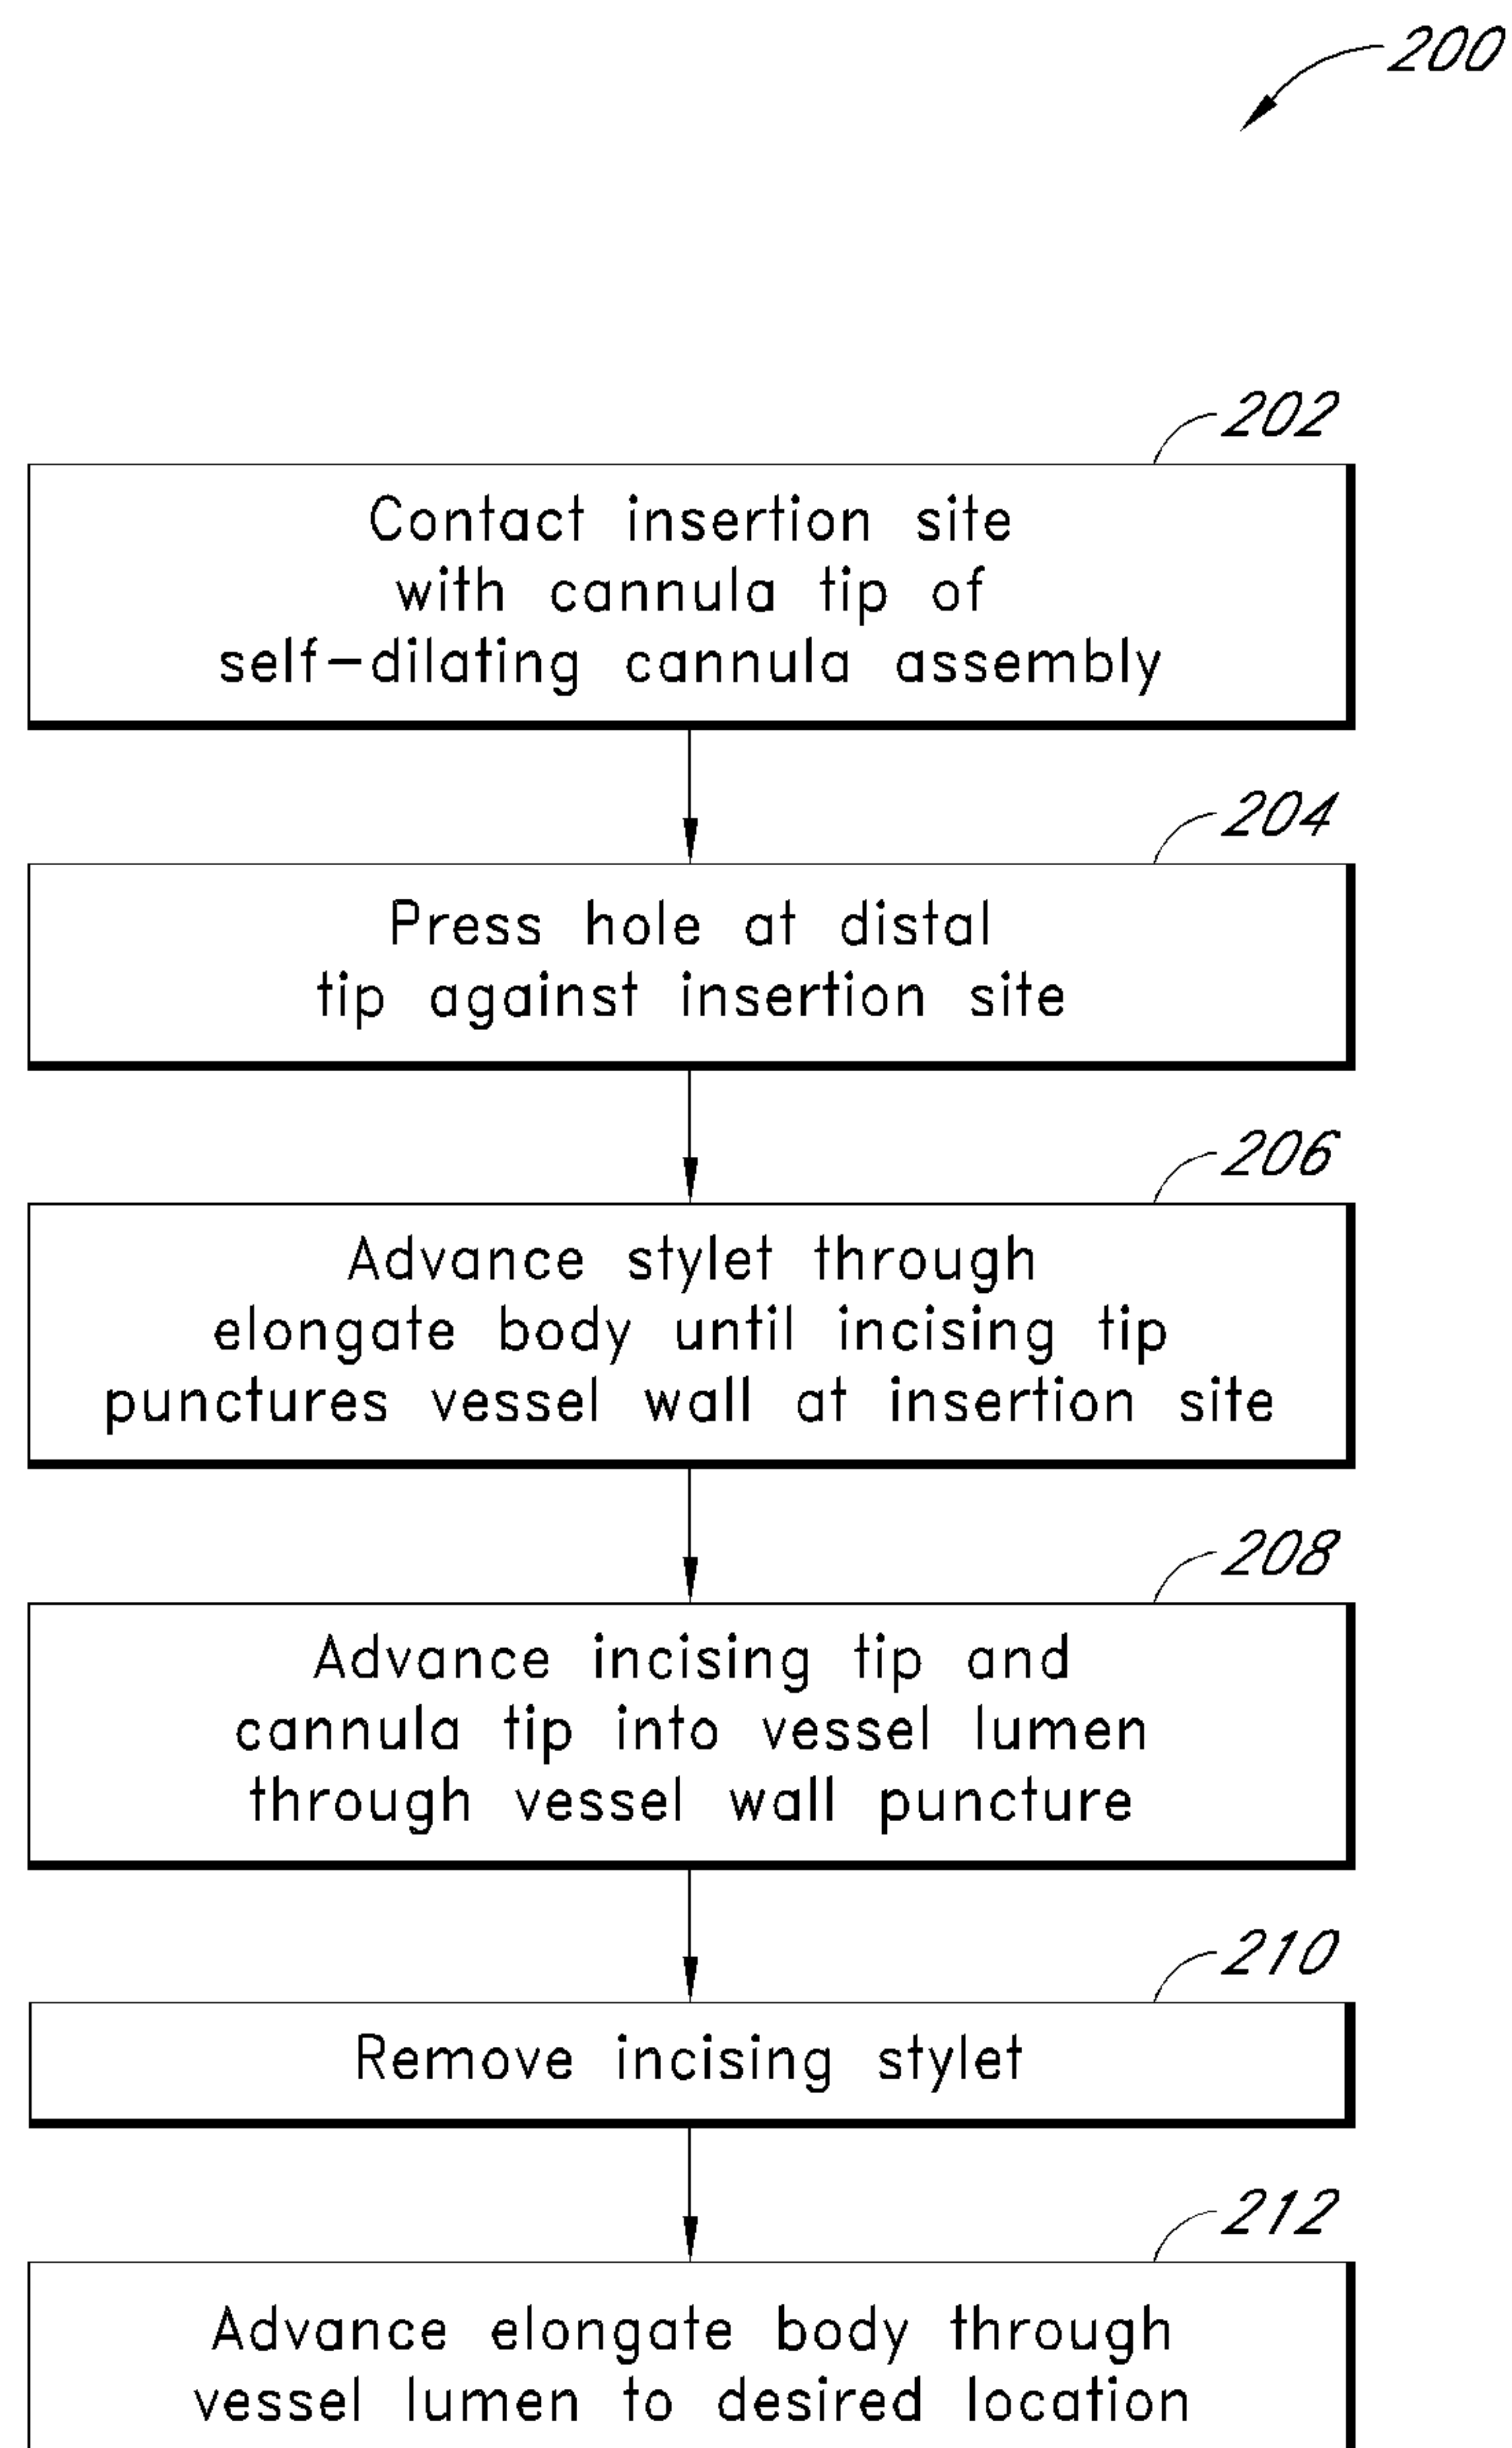 200
202
Contact insertion site
with cannula tip of
self-dilating cannula assembly
204
Press hole at distal
tip against insertion site
206
Advance stylet through
elongate body until incising tip
punctures vessel wall at insertion site
208
Advance incising tip and
cannula tip into vessel lumen
through vessel wall puncture
210
Remove incising stylet
212
Advance elongate body through
vessel lumen to desired location